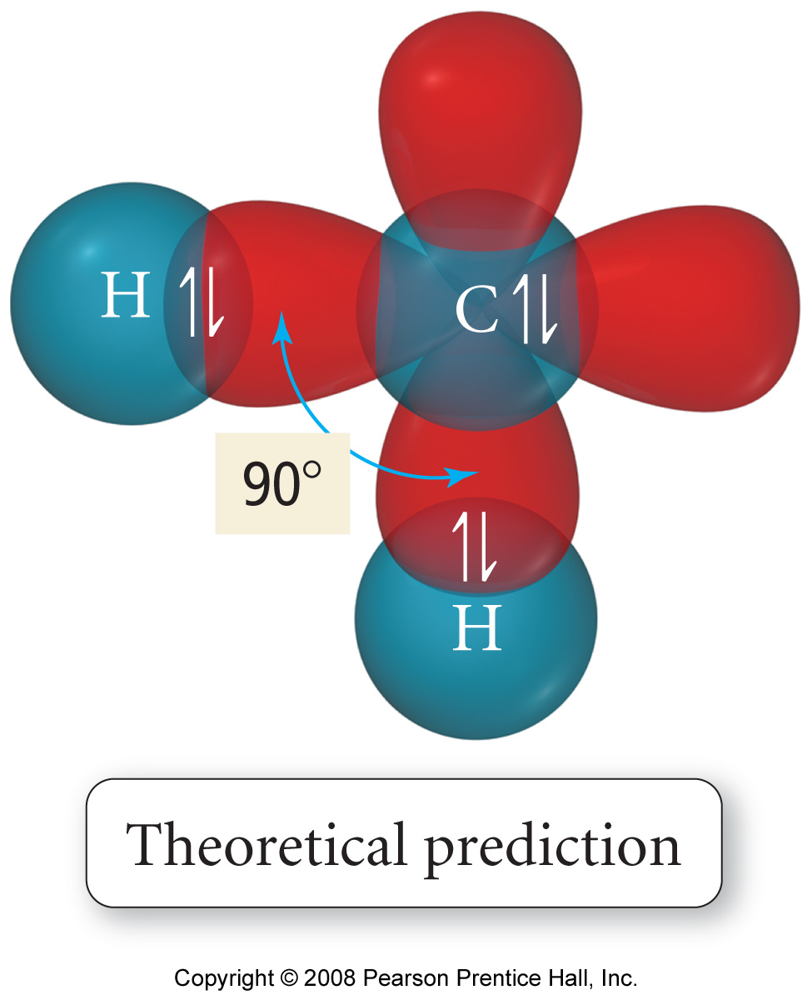 H ⥮
C ⥮
90°
⥮
H
Theoretical prediction
Copyright © 2008 Pearson Prentice Hall, Inc.